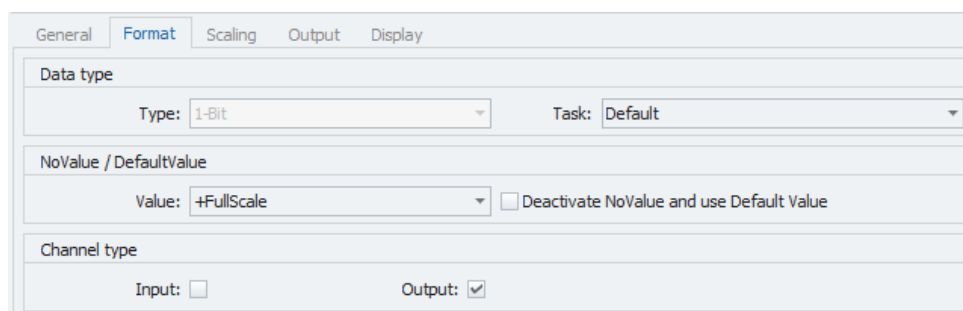 General Format Scaling Output Display
Data type
Type: 1-Bit Task: Default
NoValue / DefaultValue
Value: +FullScale Deactivate NoValue and use Default Value
Channel type
Input: Output: